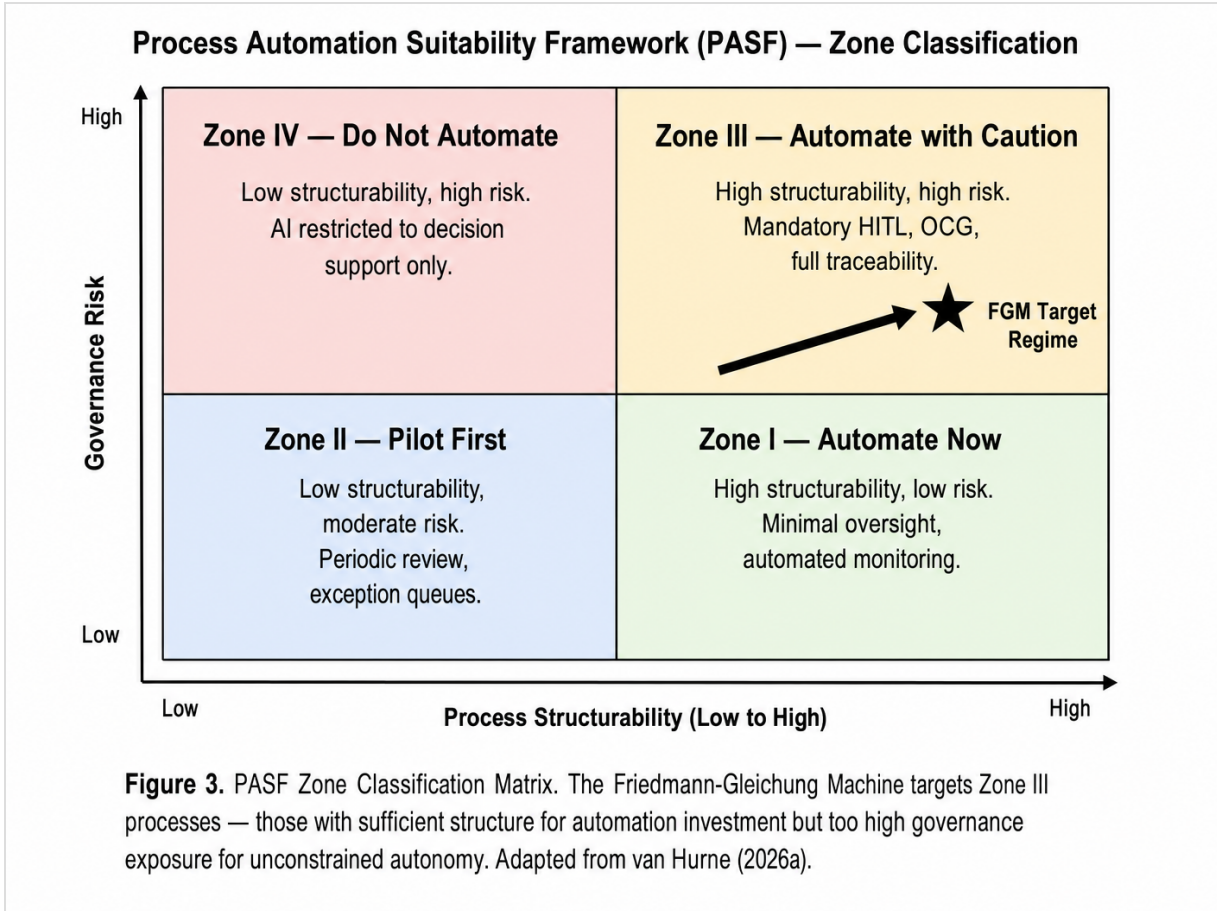 Process Automation Suitability Framework (PASF) — Zone Classification
High
Zone IV — Do Not Automate
Low structurability, high risk.
AI restricted to decision
support only.
Zone III — Automate with Caution
High structurability, high risk.
Mandatory HITL, OCG,
full traceability.
FGM Target
Regime
Governance Risk
Zone II — Pilot First
Low structurability,
moderate risk.
Periodic review,
exception queues.
Zone I — Automate Now
High structurability, low risk.
Minimal oversight,
automated monitoring.
Low
Low
Process Structurability (Low to High)
High
Figure 3. PASF Zone Classification Matrix. The Friedmann-Gleichung Machine targets Zone III
processes — those with sufficient structure for automation investment but too high governance
exposure for unconstrained autonomy. Adapted from van Hurne (2026a).